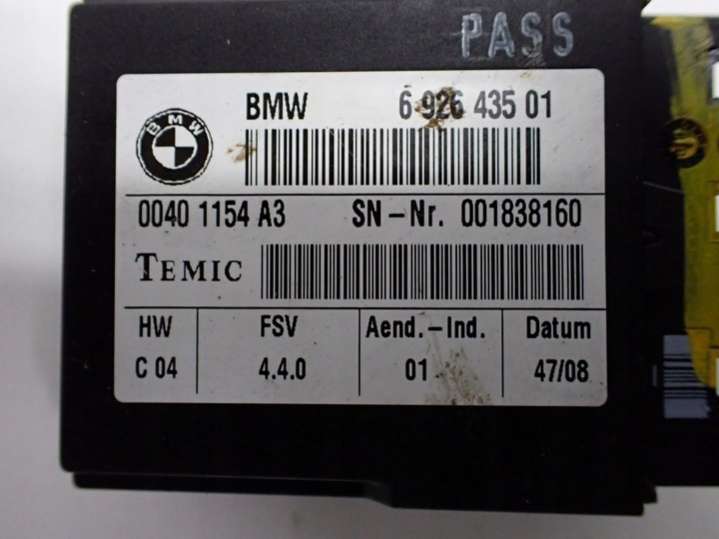 PASS
BMW 6 926 435 01
BMW
0040 1154 A3 SN-Nr. 001838160
TEMIC
HW FSV Aend.-Ind. Datum
C 04 4.4.0 01 47/08